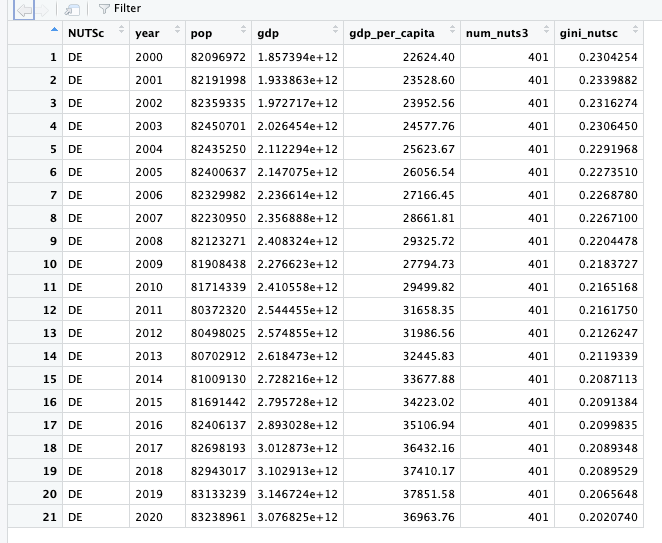 Filter
NUTSc year pop gdp gdp_per_capita num_nuts3 gini_nutsc
1 DE 2000 82096972 1.857394e+12 22624.40 401 0.2304254
2 DE 2001 82191998 1.933863e+12 23528.60 401 0.2339882
3 DE 2002 82359335 1.972717e+12 23952.56 401 0.2316274
4 DE 2003 82450701 2.026454e+12 24577.76 401 0.2306450
5 DE 2004 82435250 2.112294e+12 25623.67 401 0.2291968
6 DE 2005 82400637 2.147075e+12 26056.54 401 0.2273510
7 DE 2006 82329982 2.236614e+12 27166.45 401 0.2268780
8 DE 2007 82230950 2.356888e+12 28661.81 401 0.2267100
9 DE 2008 82123271 2.408324e+12 29325.72 401 0.2204478
10 DE 2009 81908438 2.276623e+12 27794.73 401 0.2183727
11 DE 2010 81714339 2.410558e+12 29499.82 401 0.2165168
12 DE 2011 80372320 2.544455e+12 31658.35 401 0.2161750
13 DE 2012 80498025 2.574855e+12 31986.56 401 0.2126247
14 DE 2013 80702912 2.618473e+12 32445.83 401 0.2119339
15 DE 2014 81009130 2.728216e+12 33677.88 401 0.2087113
16 DE 2015 81691442 2.795728e+12 34223.02 401 0.2091384
17 DE 2016 82406137 2.893028e+12 35106.94 401 0.2099835
18 DE 2017 82698193 3.012873e+12 36432.16 401 0.2089348
19 DE 2018 82943017 3.102913e+12 37410.17 401 0.2089529
20 DE 2019 83133239 3.146724e+12 37851.58 401 0.2065648
21 DE 2020 83238961 3.076825e+12 36963.76 401 0.2020740